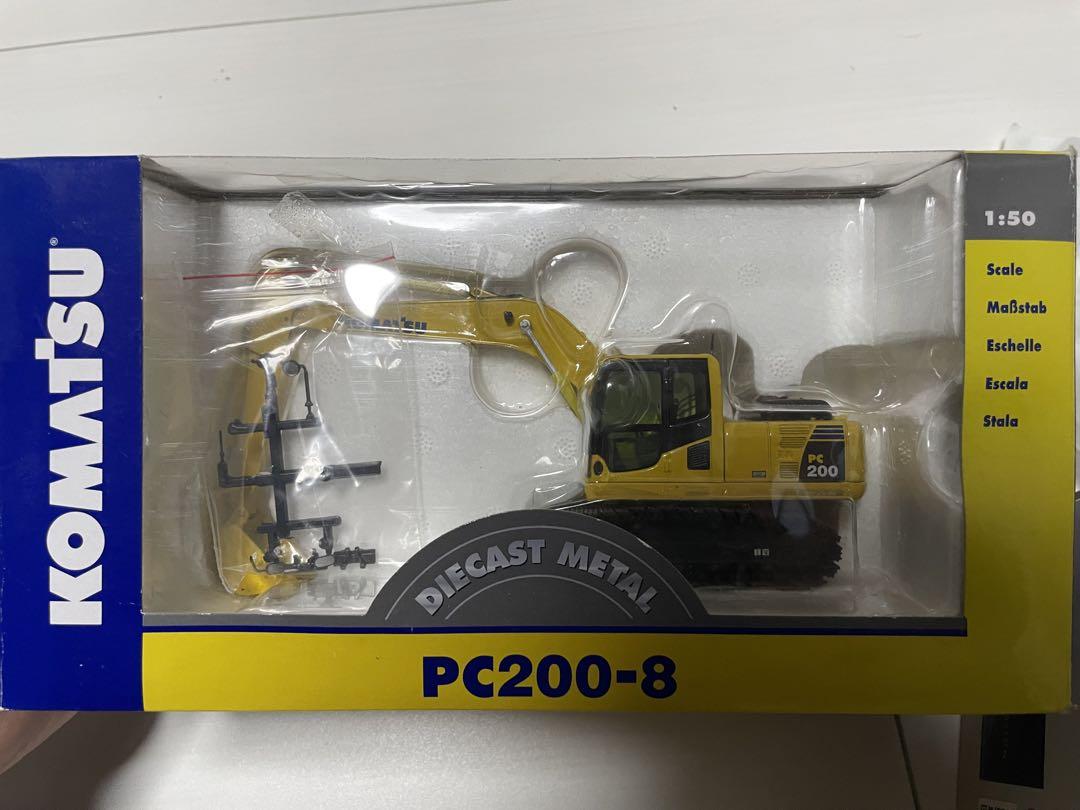 KOMATSU®
KOMATSU
PC
200
DIECAST METAL
PC200-8
1:50
Scale
Maßstab
Eschelle
Escala
Stala